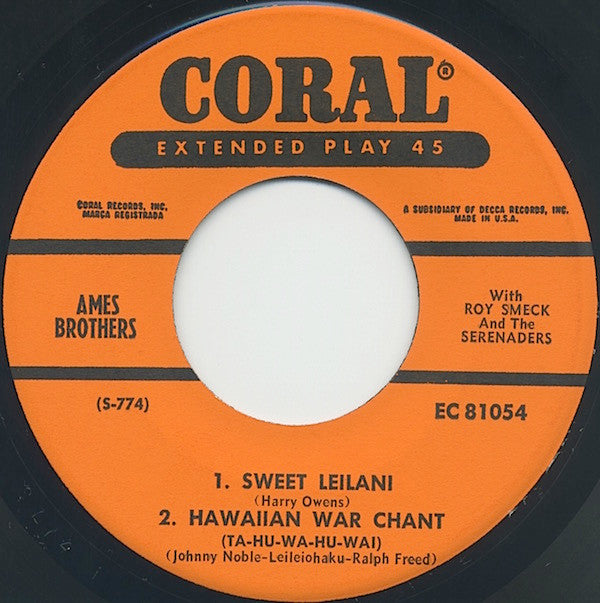 CORAL®
EXTENDED PLAY 45
CORAL RECORDS, INC.
MARCA REGISTRADA
A SUBSIDIARY OF DECCA RECORDS, INC.
MADE IN U.S.A.
AMES
BROTHERS
With
ROY SMECK
And The
SERENADERS
(S-774)
EC 81054
1. SWEET LEILANI
(Harry Owens)
2. HAWAIIAN WAR CHANT
(TA-HU-WA-HU-WAI)
(Johnny Noble-Leileiohaku-Ralph Freed)